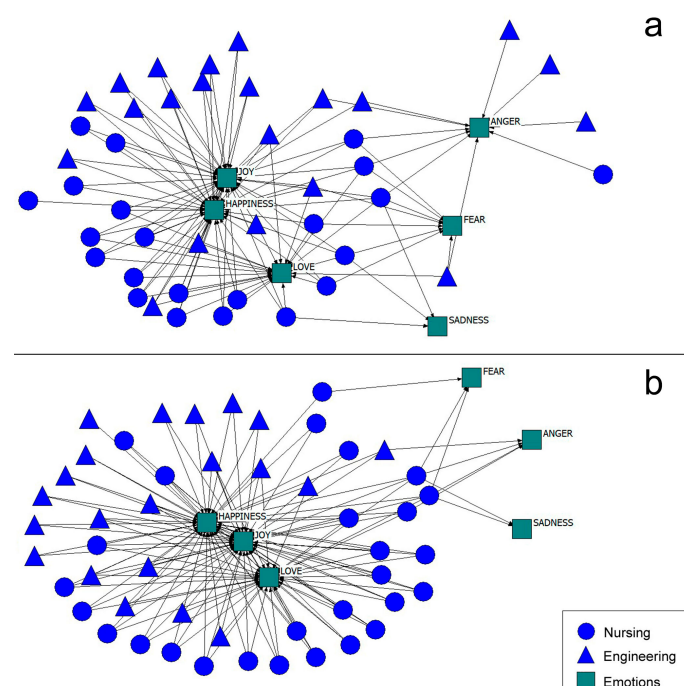 a
ANGER
JOY
HAPPINESS
FEAR
LOVE
SADNESS
b
FEAR
ANGER
HAPPINESS
SADNESS
JOY
LOVE
Nursing
Engineering
Emotions